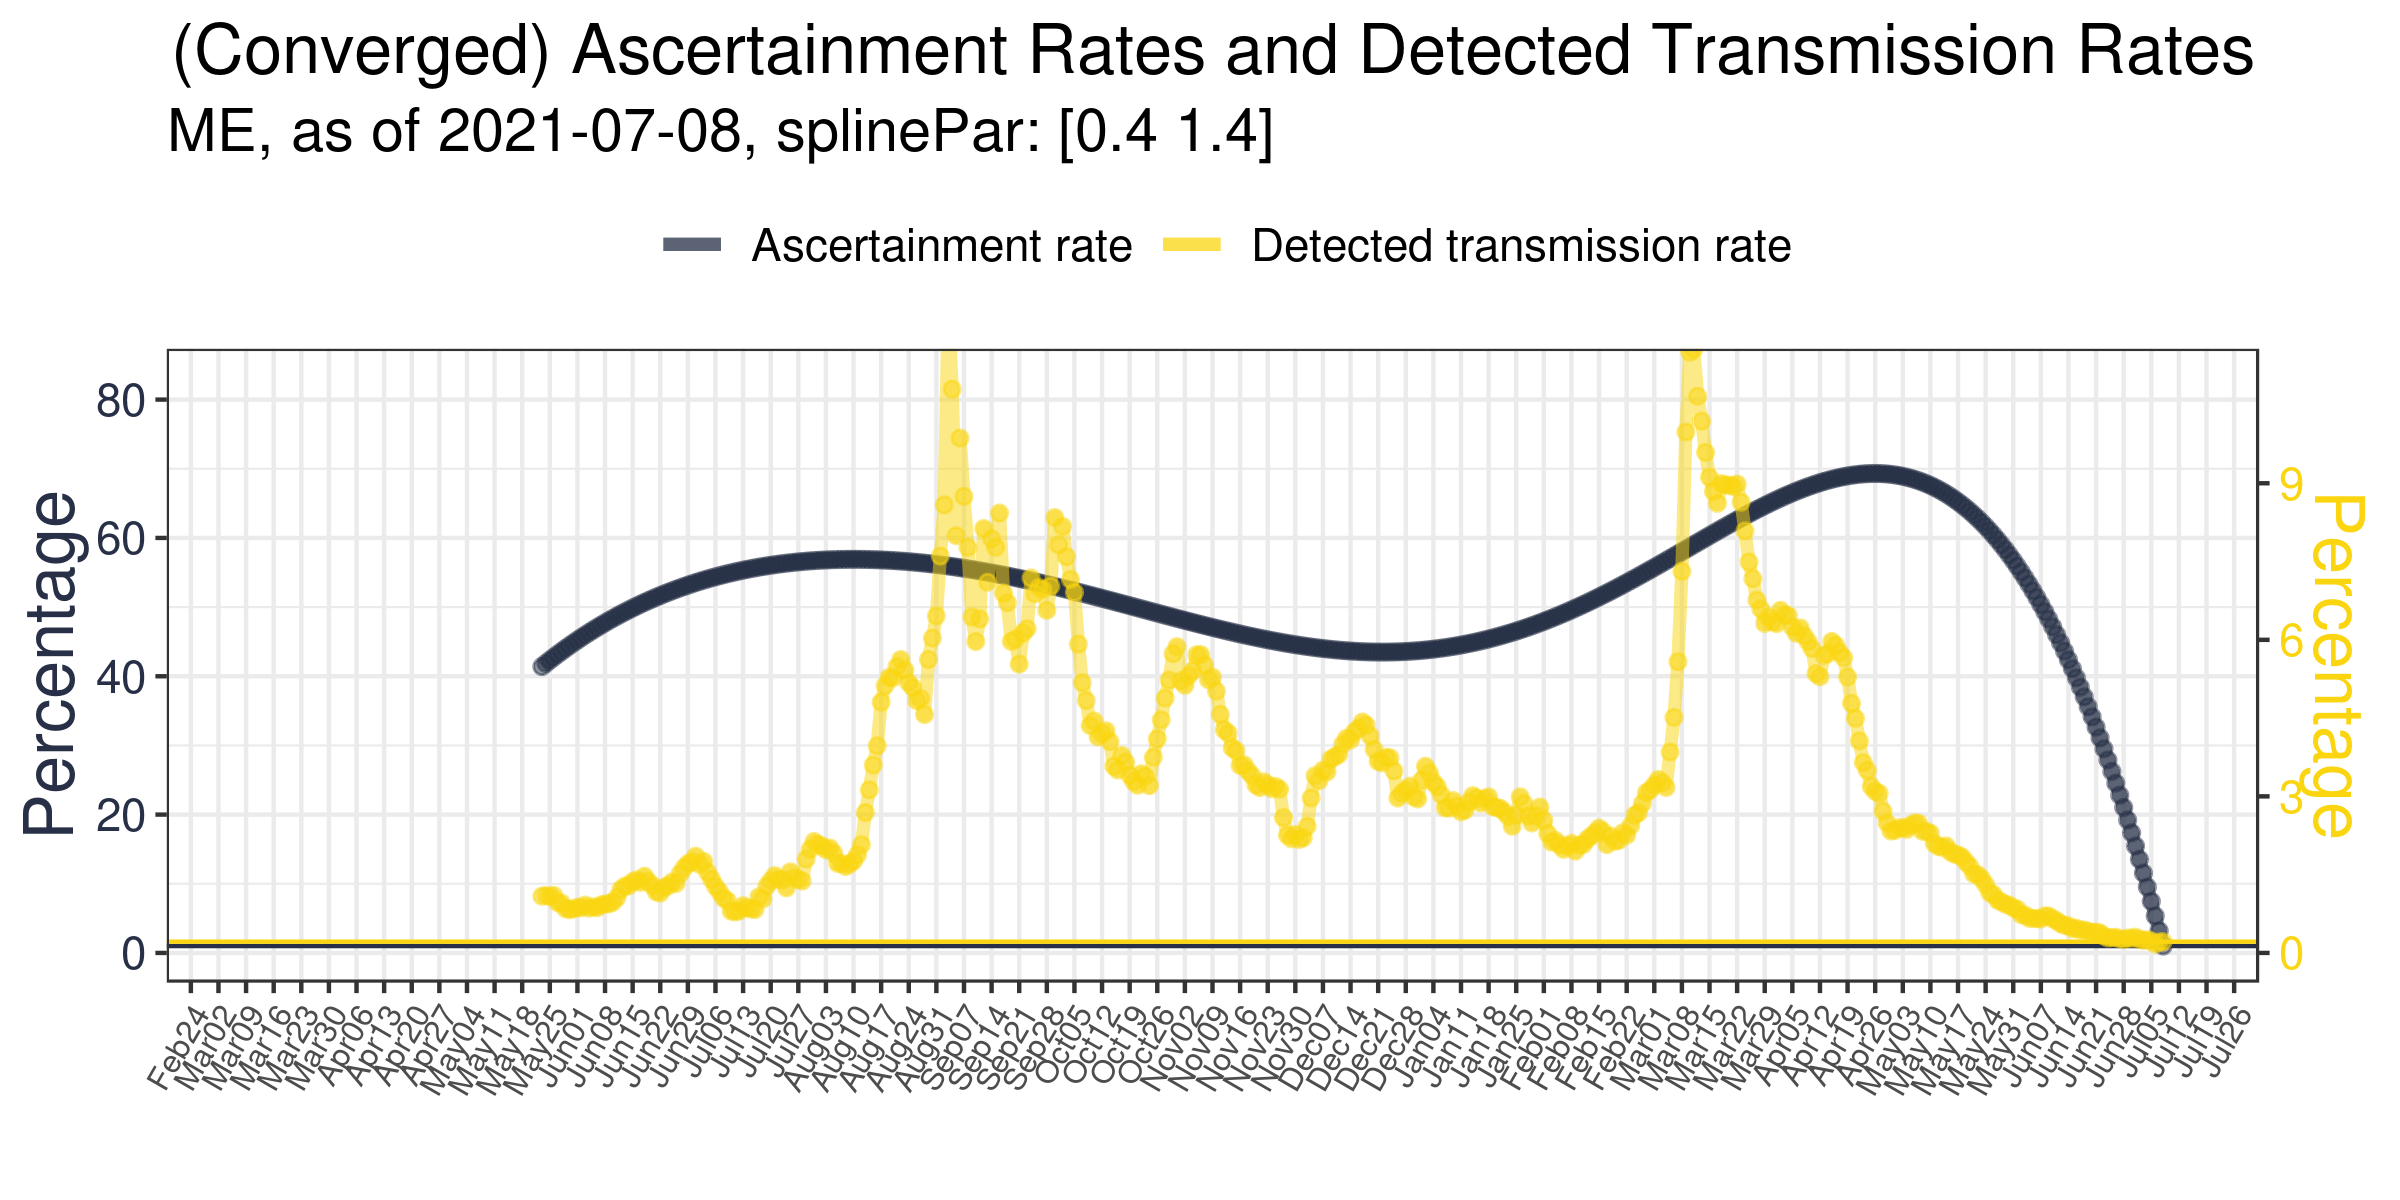 (Converged) Ascertainment Rates and Detected Transmission Rates
ME, as of 2021-07-08, splinePar: [0.4 1.4]
Ascertainment rate Detected transmission rate
Percentage
80
60
40
20
0
9
6
3
0
Percentage
Feb24 Mar02 Mar09 Mar16 Mar23 Mar30 Apr06 Apr13 Apr20 Apr27 May04 May11 May18 May25 Jun01 Jun08 Jun15 Jun22 Jun29 Jul06 Jul13 Jul20 Jul27 Aug03 Aug10 Aug17 Aug24 Aug31 Sep07 Sep14 Sep21 Sep28 Oct05 Oct12 Oct19 Oct26 Nov02 Nov09 Nov16 Nov23 Nov30 Dec07 Dec14 Dec21 Dec28 Jan04 Jan11 Jan18 Jan25 Feb01 Feb08 Feb15 Feb22 Mar01 Mar08 Mar15 Mar22 Mar29 Apr05 Apr12 Apr19 Apr26 May03 May10 May17 May24 May31 Jun07 Jun14 Jun21 Jun28 Jul05 Jul12 Jul19 Jul26